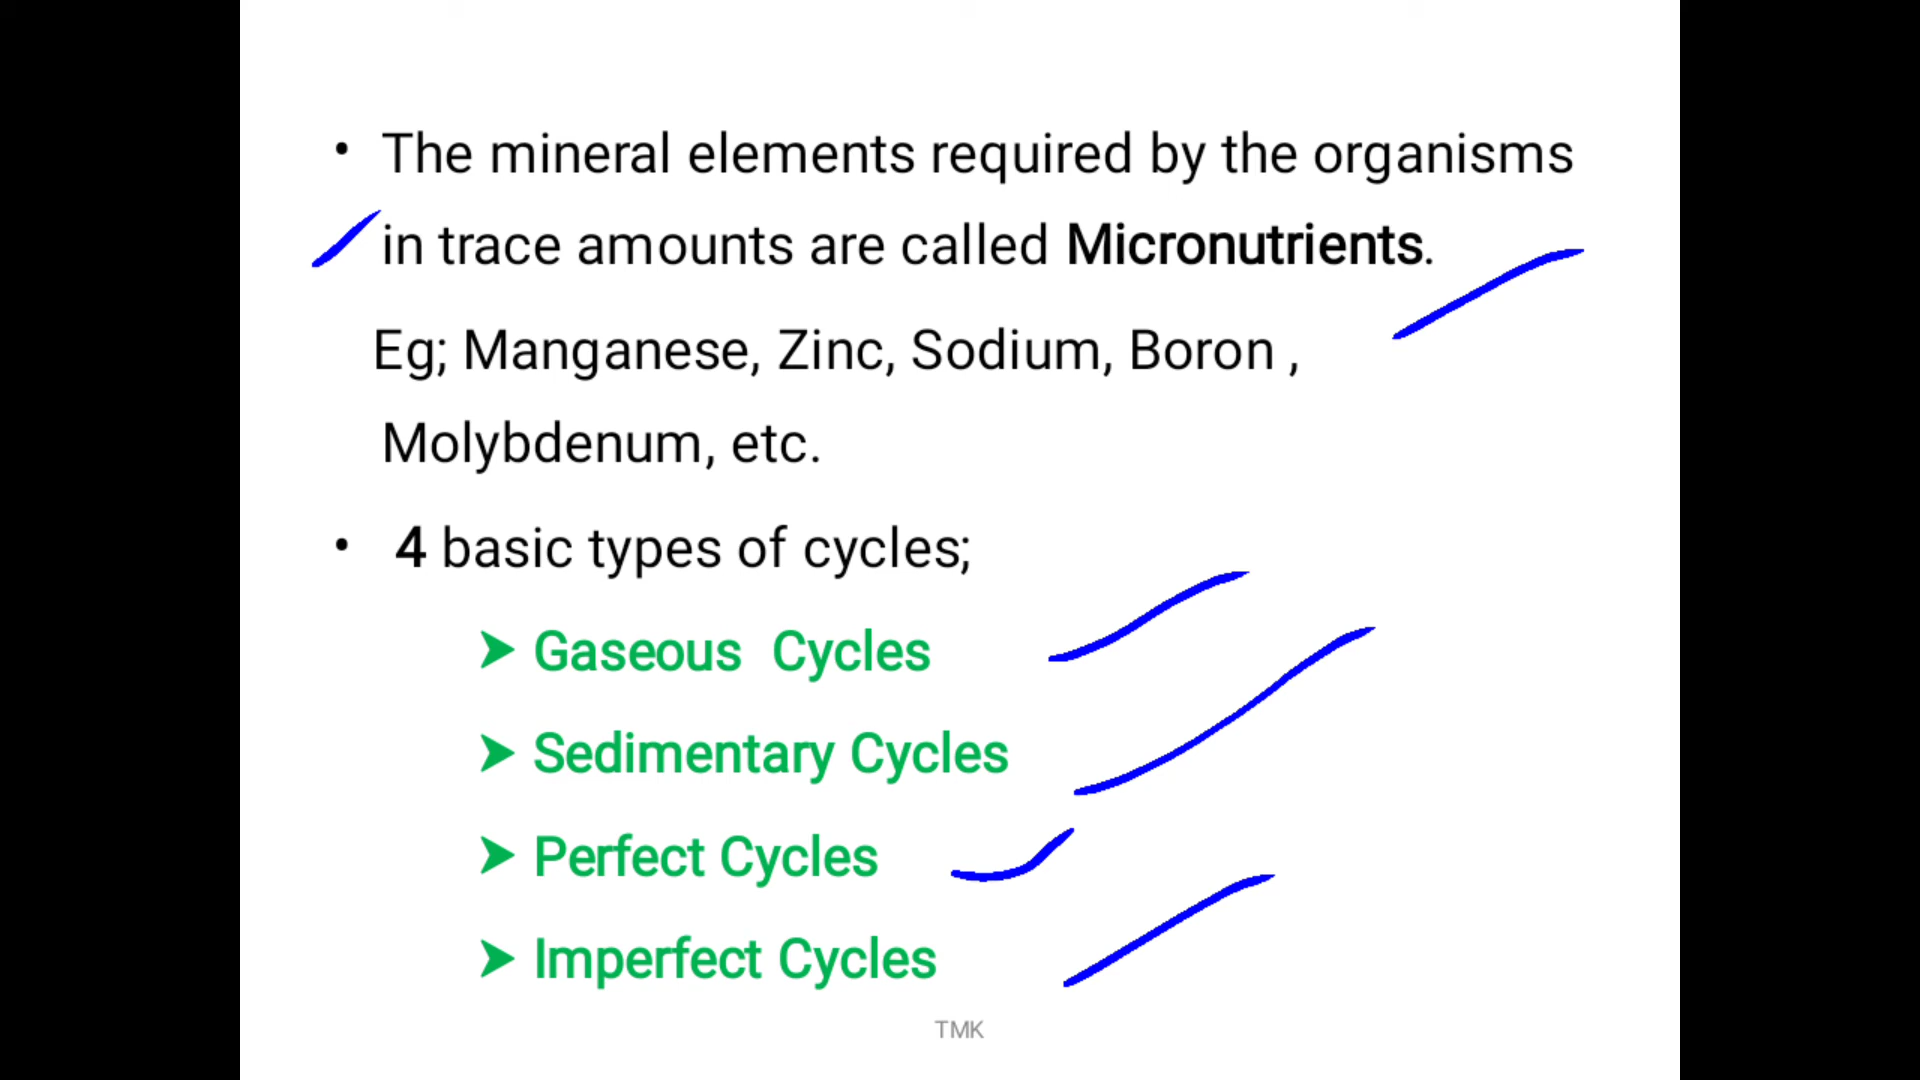 • The mineral elements required by the organisms
in trace amounts are called Micronutrients.
Eg; Manganese, Zinc, Sodium, Boron ,
Molybdenum, etc.
• 4 basic types of cycles;
➤ Gaseous Cycles
➤ Sedimentary Cycles
➤ Perfect Cycles
➤ Imperfect Cycles
TMK